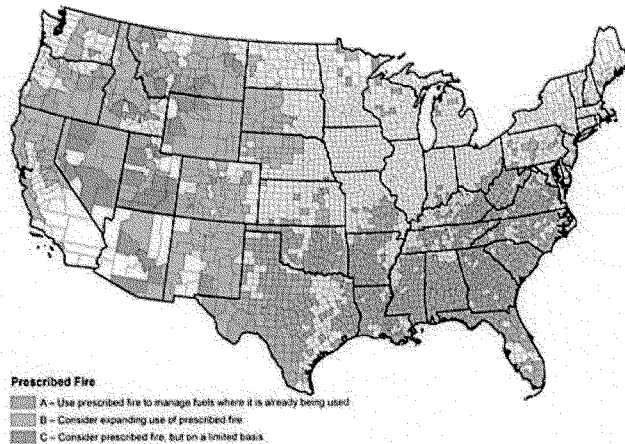 Prescribed Fire
A – Use prescribed fire to manage fuels where it is already being used
B – Consider expanding use of prescribed fire
C – Consider prescribed fire, but on a limited basis